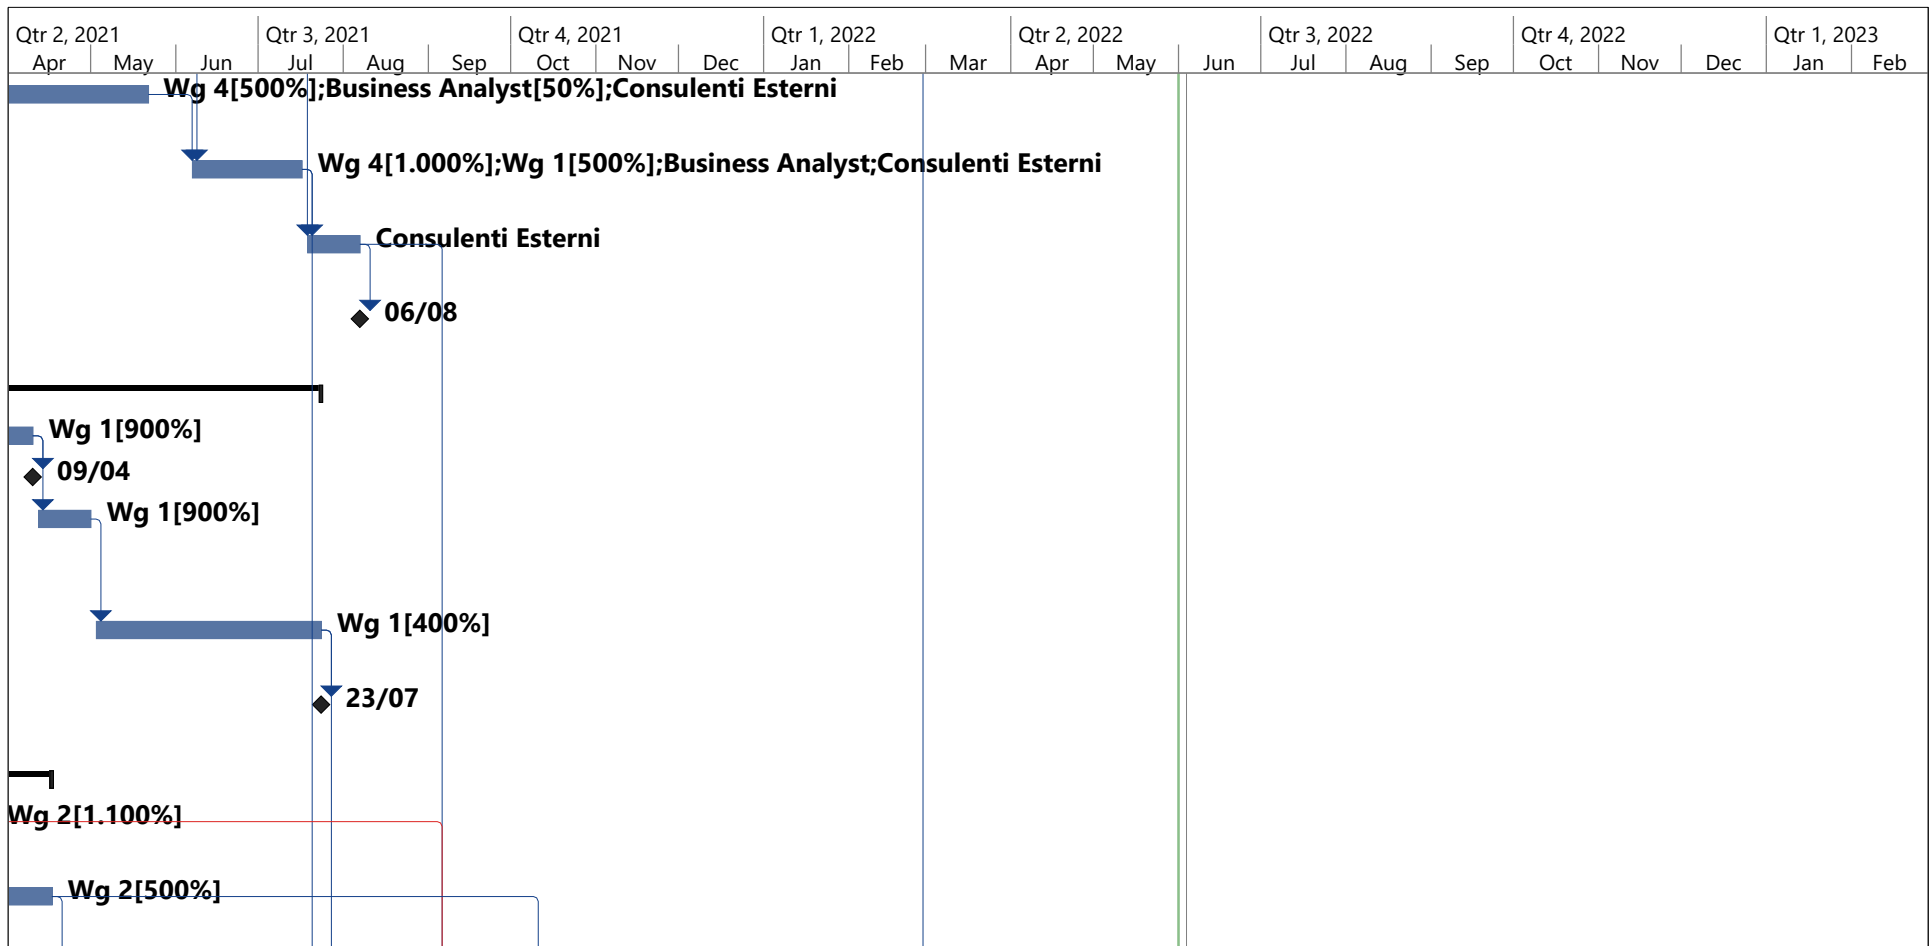 Qtr 2, 2021 Qtr 3, 2021 Qtr 4, 2021 Qtr 1, 2022 Qtr 2, 2022 Qtr 3, 2022 Qtr 4, 2022 Qtr 1, 2023
Apr May Jun Jul Aug Sep Oct Nov Dec Jan Feb Mar Apr May Jun Jul Aug Sep Oct Nov Dec Jan Feb
Wg 4[500%];Business Analyst[50%];Consulenti Esterni
Wg 4[1.000%];Wg 1[500%];Business Analyst;Consulenti Esterni
Consulenti Esterni
06/08
Wg 1[900%]
09/04
Wg 1[900%]
Wg 1[400%]
23/07
Wg 2[1.100%]
Wg 2[500%]